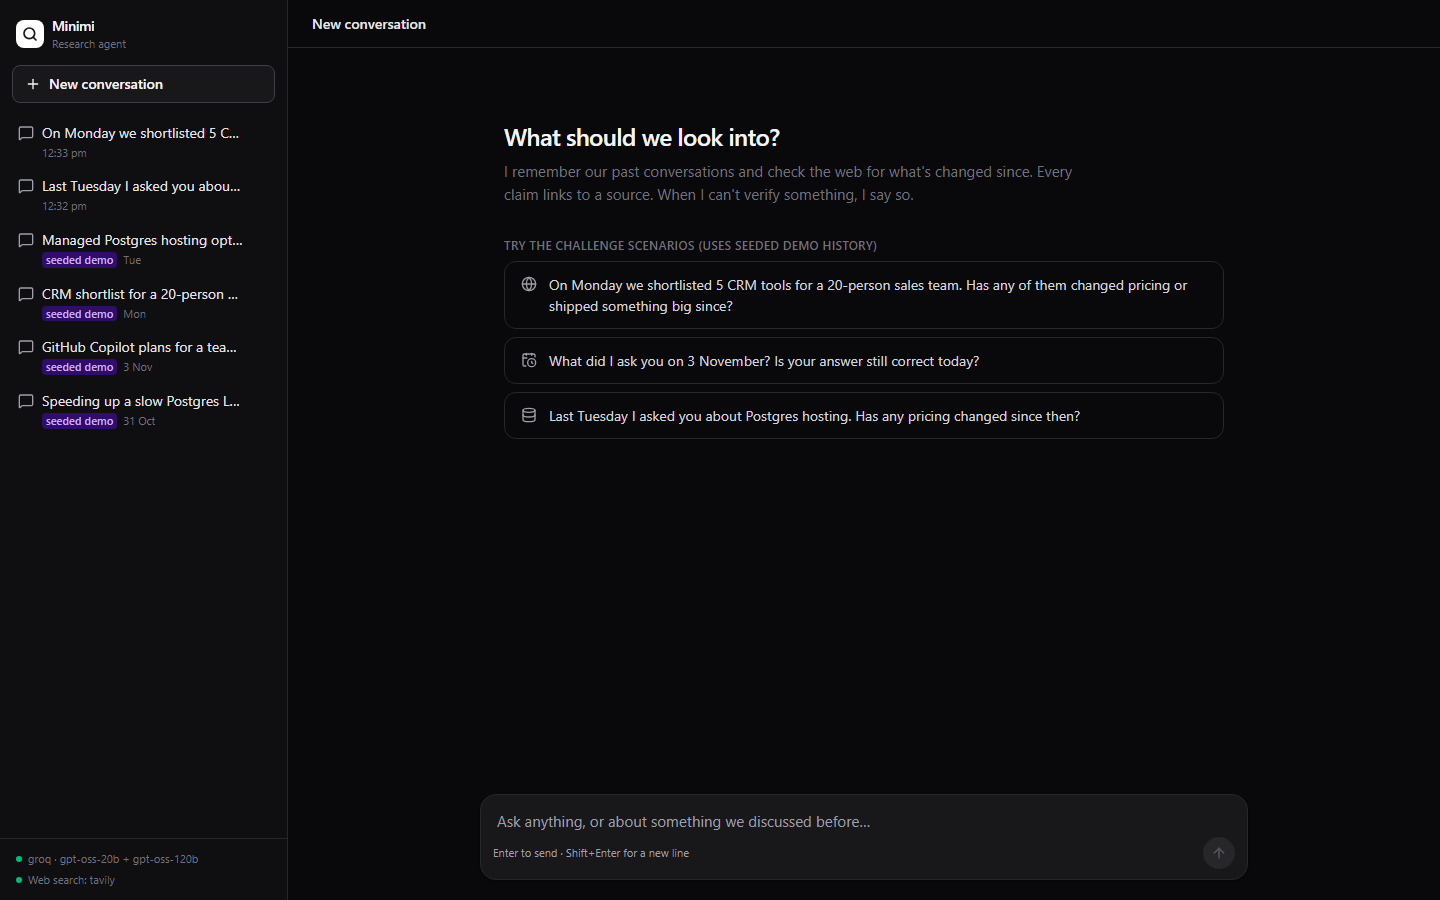 Minimi
Research agent
New conversation
On Monday we shortlisted 5 C...
12:33 pm
Last Tuesday I asked you abou...
12:32 pm
Managed Postgres hosting opt...
seeded demo Tue
CRM shortlist for a 20-person ...
seeded demo Mon
GitHub Copilot plans for a tea...
seeded demo 3 Nov
Speeding up a slow Postgres L...
seeded demo 31 Oct
groq · gpt-oss-20b + gpt-oss-120b
Web search: tavily
New conversation
What should we look into?
I remember our past conversations and check the web for what's changed since. Every
claim links to a source. When I can't verify something, I say so.
TRY THE CHALLENGE SCENARIOS (USES SEEDED DEMO HISTORY)
On Monday we shortlisted 5 CRM tools for a 20-person sales team. Has any of them changed pricing or
shipped something big since?
What did I ask you on 3 November? Is your answer still correct today?
Last Tuesday I asked you about Postgres hosting. Has any pricing changed since then?
Ask anything, or about something we discussed before...
Enter to send · Shift+Enter for a new line